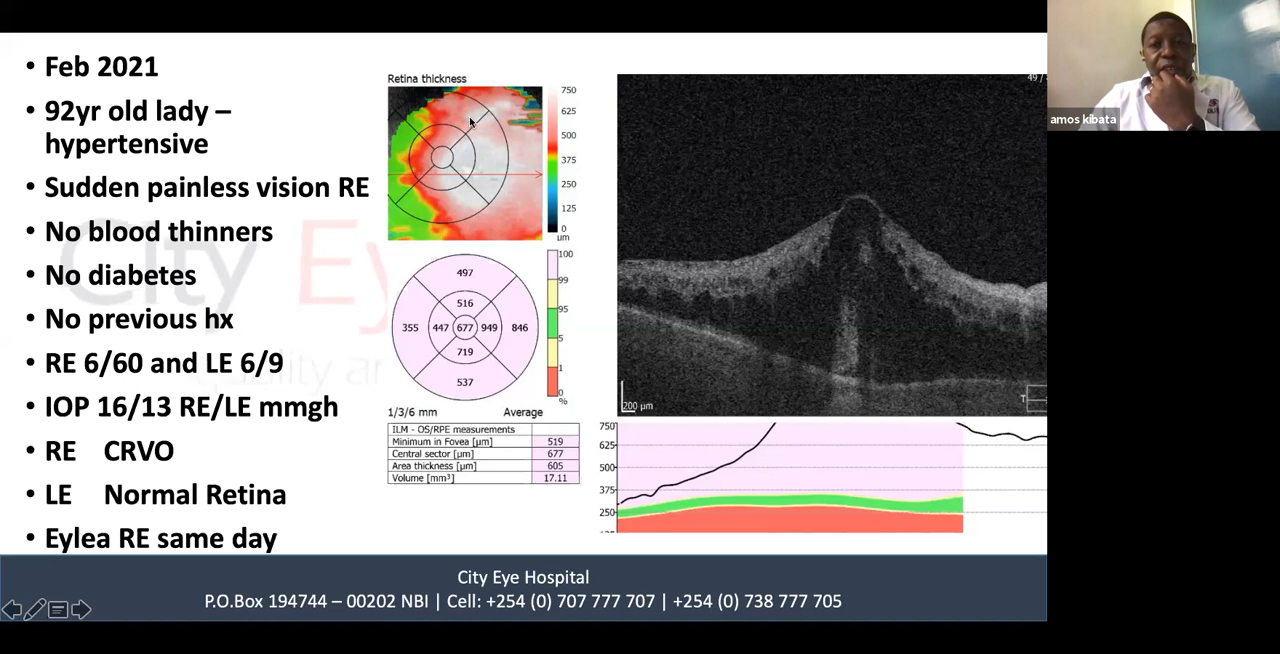 • Feb 2021
• 92yr old lady –
hypertensive
• Sudden painless vision RE
• No blood thinners
• No diabetes
• No previous hx
• RE 6/60 and LE 6/9
• IOP 16/13 RE/LE mmgh
• RE CRVO
• LE Normal Retina
• Eylea RE same day
City Ey
Retina thickness
750
625
500
375
250
125
0
µm
497
516
355 447 677 949 846
719
537
100
99
95
5
1
0
%
1/3/6 mm Average
ILM - OS/RPE measurements
Minimum in Fovea [µm] 519
Central sector [µm] 677
Area thickness [µm] 605
Volume [mm³] 17.11
49 /
200 µm
T
750
625
500
375
250
amos kibata
City Eye Hospital
P.O.Box 194744 – 00202 NBI | Cell: +254 (0) 707 777 707 | +254 (0) 738 777 705